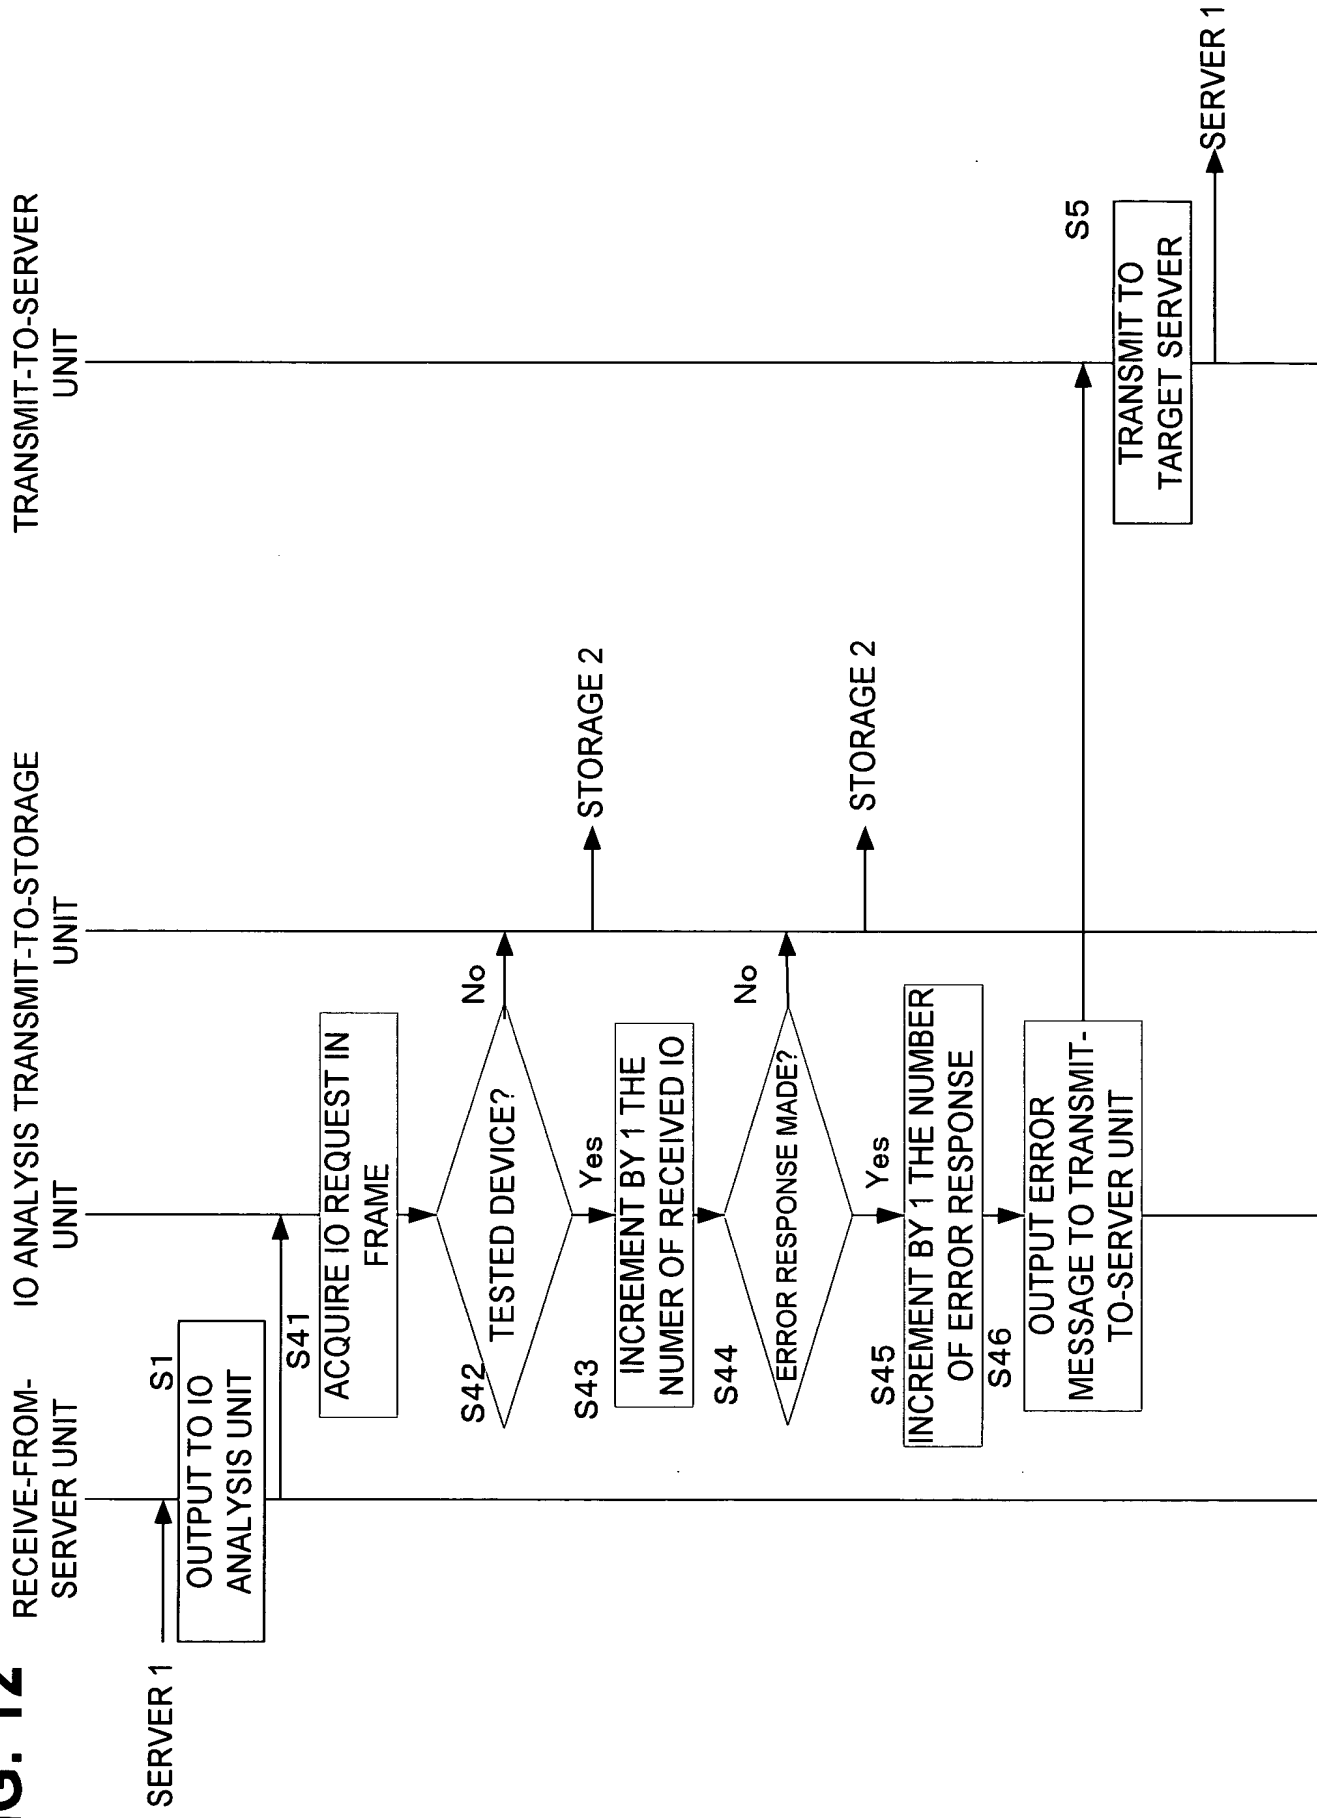 G. 12
RECEIVE-FROM-
SERVER UNIT
IO ANALYSIS
UNIT
TRANSMIT-TO-STORAGE
UNIT
TRANSMIT-TO-SERVER
UNIT
SERVER 1
S1
OUTPUT TO IO
ANALYSIS UNIT
S41
ACQUIRE IO REQUEST IN
FRAME
S42
TESTED DEVICE?
No
STORAGE 2
Yes
S43
INCREMENT BY 1 THE
NUMER OF RECEIVED IO
S44
ERROR RESPONSE MADE?
No
STORAGE 2
Yes
S45
INCREMENT BY 1 THE NUMBER
OF ERROR RESPONSE
S46
OUTPUT ERROR
MESSAGE TO TRANSMIT-
TO-SERVER UNIT
S5
TRANSMIT TO
TARGET SERVER
SERVER 1